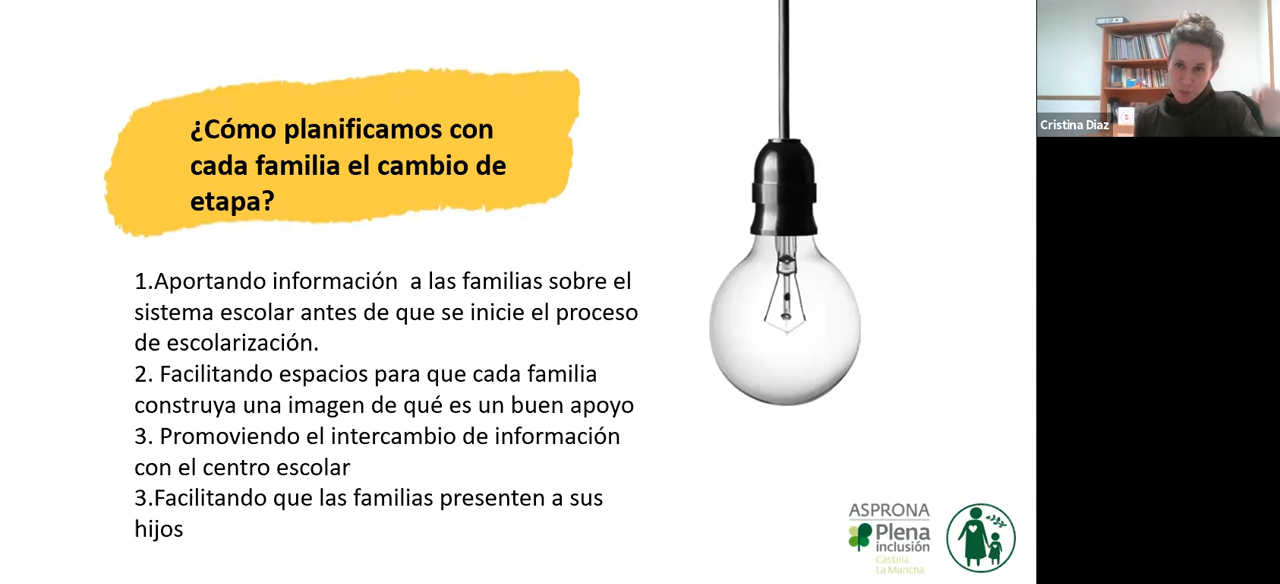 ¿Cómo planificamos con
cada familia el cambio de
etapa?
1.Aportando información  a las familias sobre el
sistema escolar antes de que se inicie el proceso
de escolarización.
2. Facilitando espacios para que cada familia
construya una imagen de qué es un buen apoyo
3. Promoviendo el intercambio de información
con el centro escolar
3.Facilitando que las familias presenten a sus
hijos
ASPRONA
Plena
inclusión
Castilla
La Mancha
Cristina Diaz